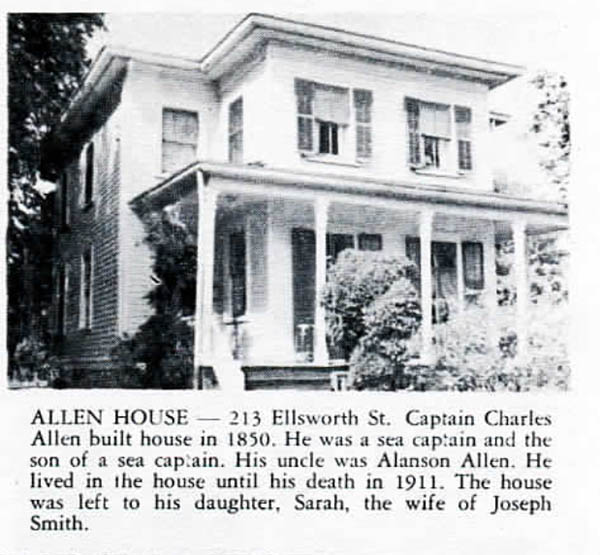 ALLEN HOUSE — 213 Ellsworth St. Captain Charles
Allen built house in 1850. He was a sea captain and the
son of a sea captain. His uncle was Alanson Allen. He
lived in the house until his death in 1911. The house
was left to his daughter, Sarah, the wife of Joseph
Smith.